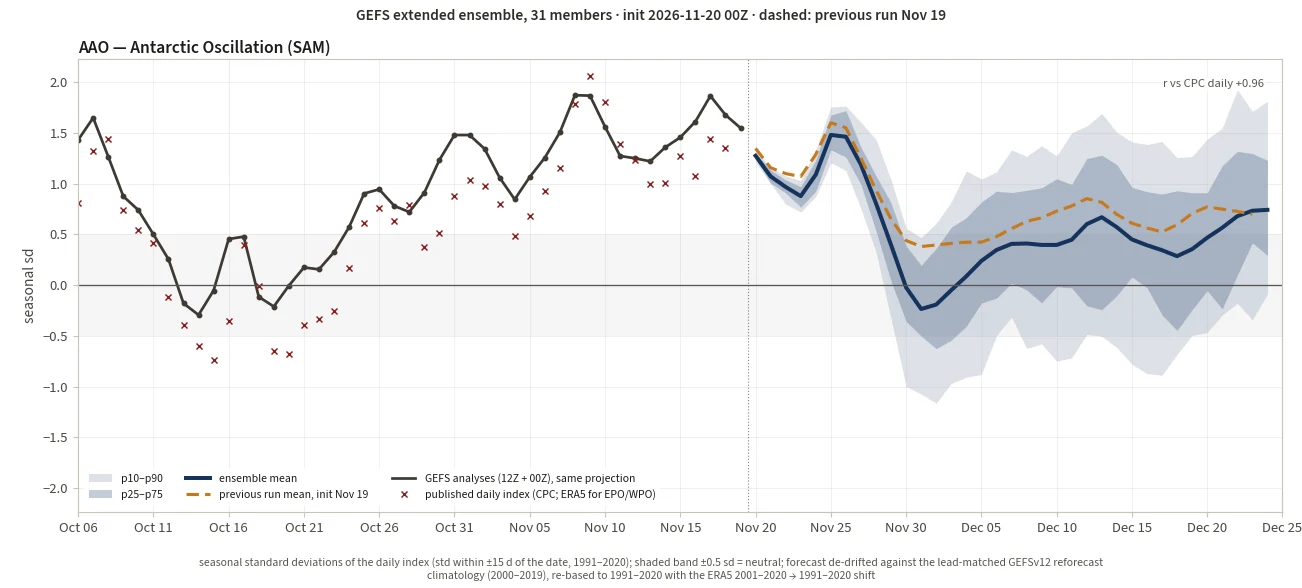 GEFS extended ensemble, 31 members · init 2026-11-20 00Z · dashed: previous run Nov 19
AAO — Antarctic Oscillation (SAM)
r vs CPC daily +0.96
seasonal sd
2.0
1.5
1.0
0.5
0.0
−0.5
−1.0
−1.5
−2.0
p10–p90
p25–p75
ensemble mean
previous run mean, init Nov 19
GEFS analyses (12Z + 00Z), same projection
published daily index (CPC; ERA5 for EPO/WPO)
Oct 06 Oct 11 Oct 16 Oct 21 Oct 26 Oct 31 Nov 05 Nov 10 Nov 15 Nov 20 Nov 25 Nov 30 Dec 05 Dec 10 Dec 15 Dec 20 Dec 25
seasonal standard deviations of the daily index (std within ±15 d of the date, 1991–2020); shaded band ±0.5 sd = neutral; forecast de-drifted against the lead-matched GEFSv12 reforecast
climatology (2000–2019), re-based to 1991–2020 with the ERA5 2001–2020 → 1991–2020 shift